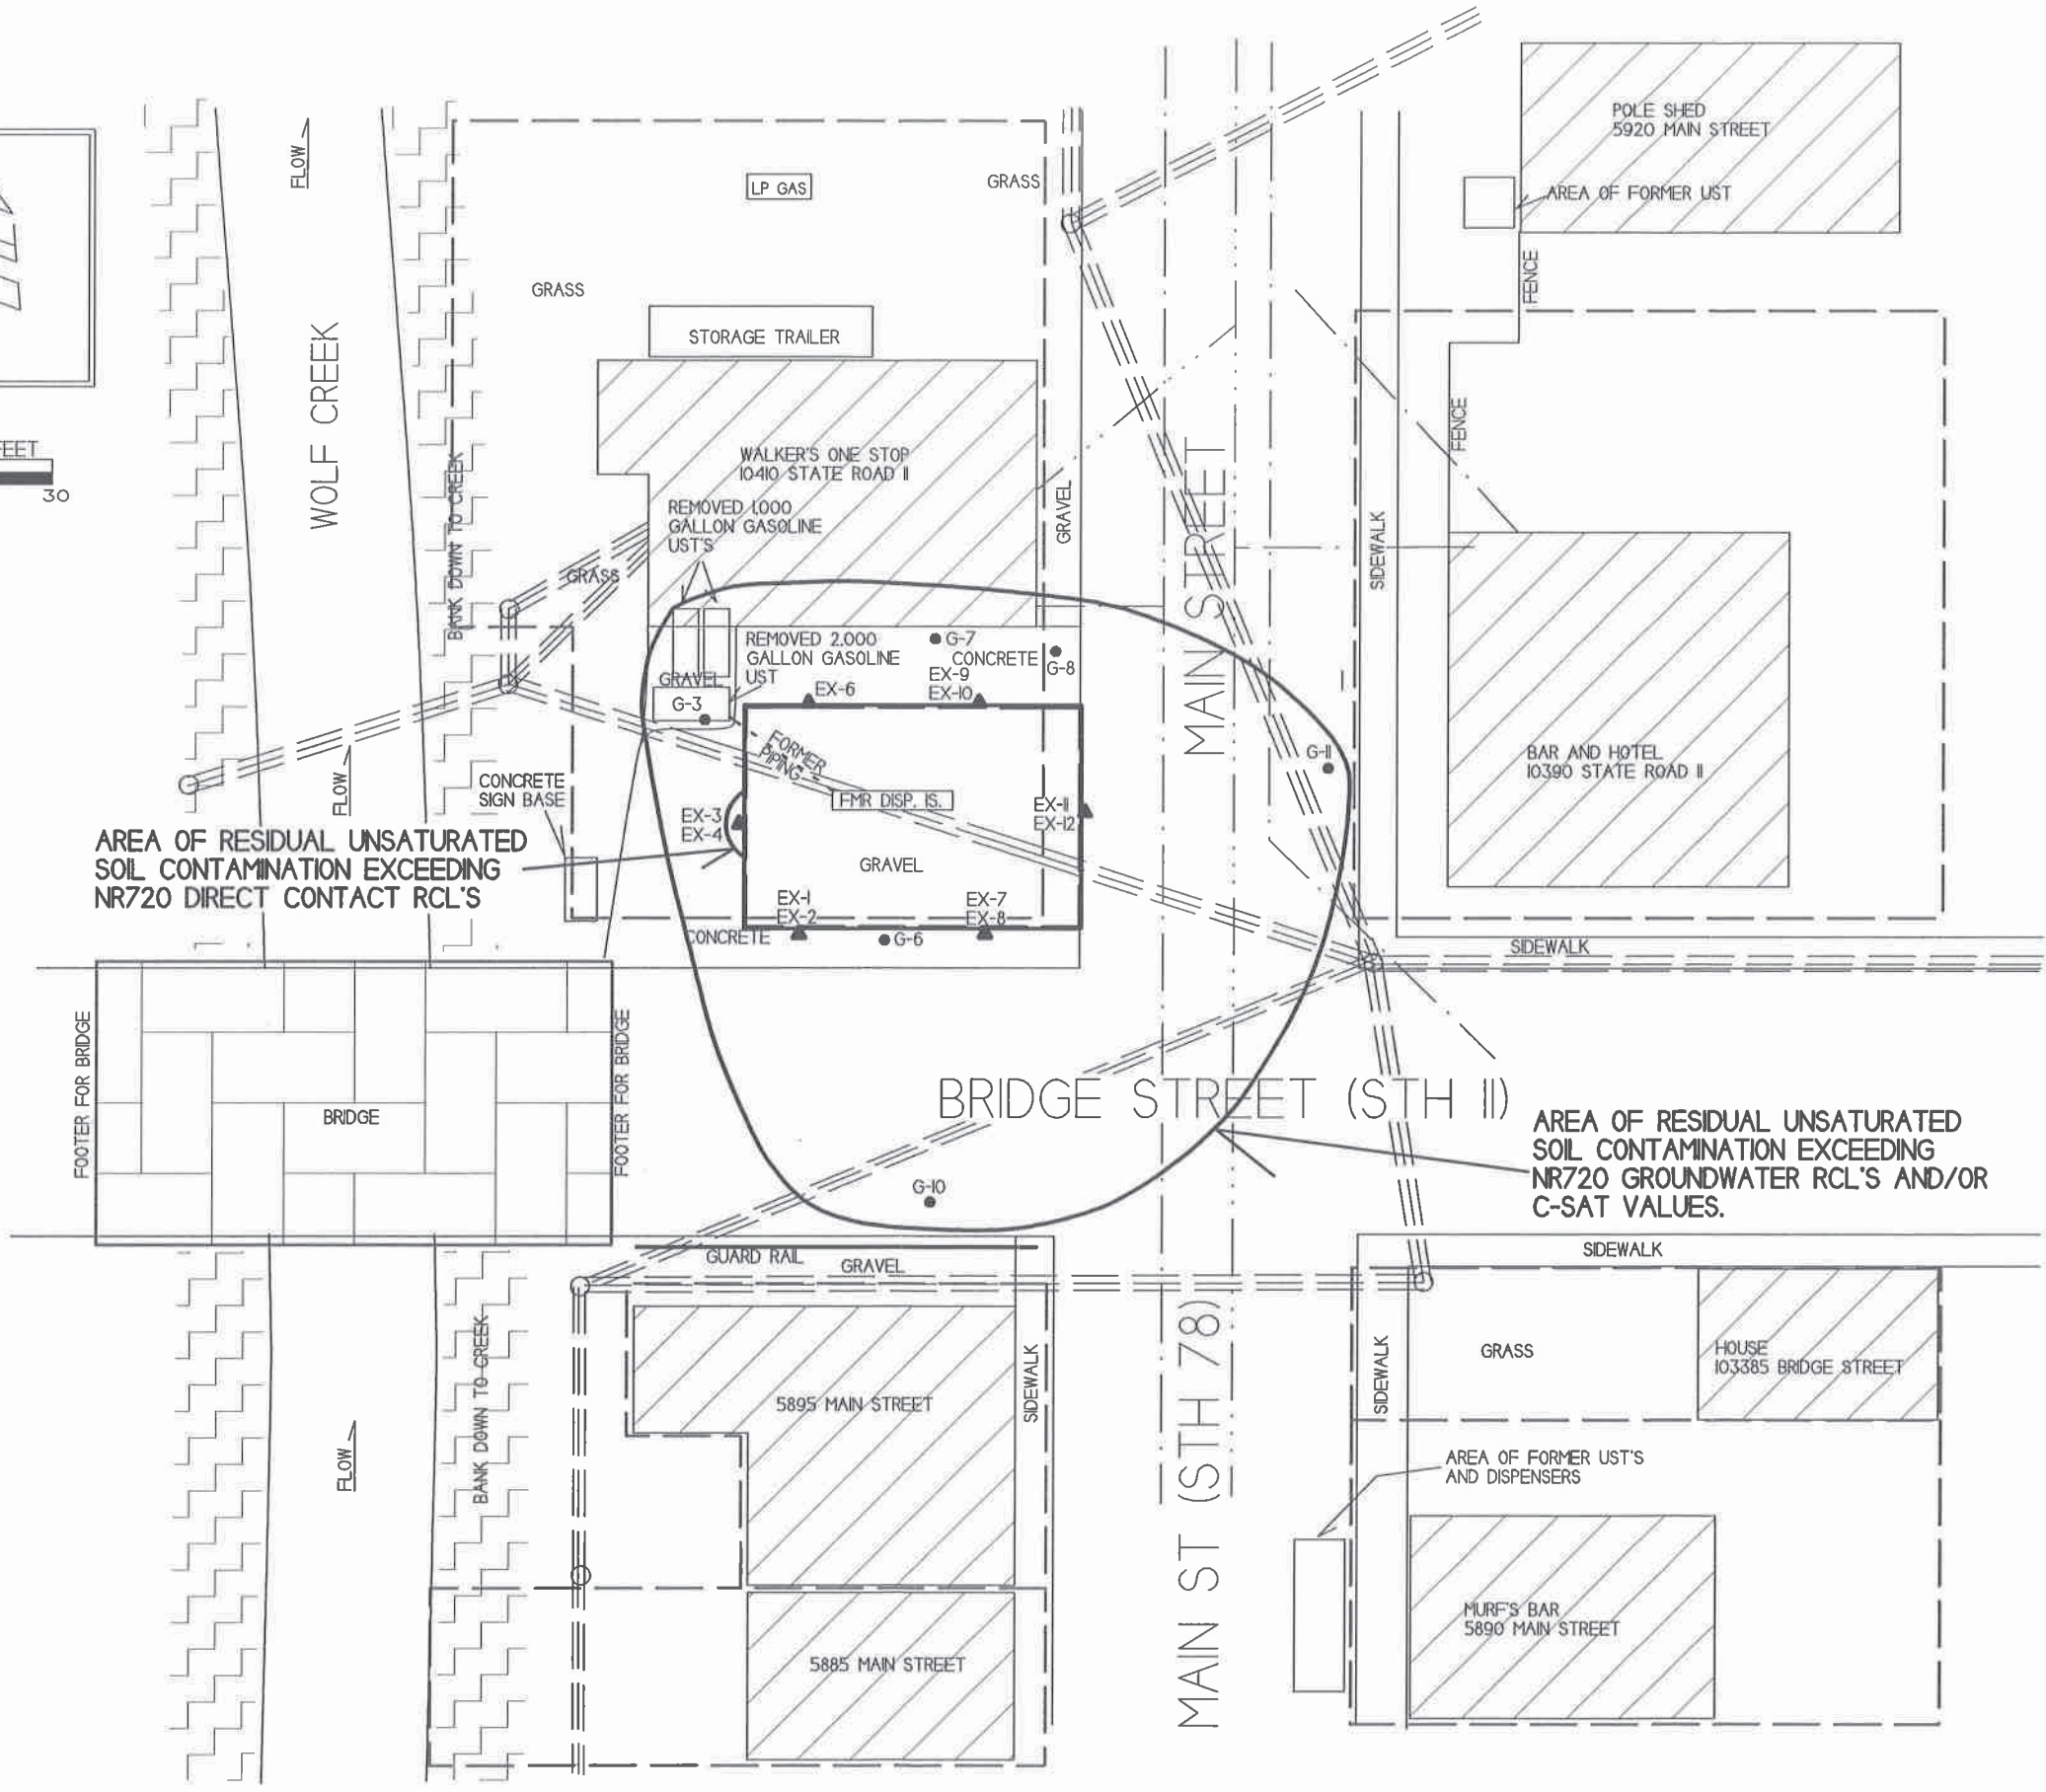 POLE SHED
5920 MAIN STREET
FLOW
LP GAS
GRASS
AREA OF FORMER UST
FENCE
GRASS
STORAGE TRAILER
WOLF CREEK
FENCE
WALKER'S ONE STOP
10410 STATE ROAD 11
BANK DOWN TO CREEK
30
REMOVED 1,000
GALLON GASOLINE
UST'S
GRAVEL
MAIN STREET
SIDEWALK
GRASS
REMOVED 2,000
GALLON GASOLINE
UST
G-7
CONCRETE
G-8
GRAVEL
EX-6
EX-9
EX-10
G-3
FORMER
PIPING
G-11
BAR AND HOTEL
10390 STATE ROAD 11
FLOW
CONCRETE
SIGN BASE
FMR DISP. IS.
EX-3
EX-4
EX-11
EX-12
AREA OF RESIDUAL UNSATURATED
SOIL CONTAMINATION EXCEEDING
NR720 DIRECT CONTACT RCL'S
GRAVEL
EX-1
EX-2
EX-7
EX-8
CONCRETE
G-6
SIDEWALK
FOOTER FOR BRIDGE
BRIDGE
FOOTER FOR BRIDGE
BRIDGE STREET (STH 11)
AREA OF RESIDUAL UNSATURATED
SOIL CONTAMINATION EXCEEDING
NR720 GROUNDWATER RCL'S AND/OR
C-SAT VALUES.
G-10
GUARD RAIL
GRAVEL
SIDEWALK
BANK DOWN TO CREEK
SIDEWALK
MAIN ST (STH 78)
SIDEWALK
GRASS
HOUSE
103385 BRIDGE STREET
5895 MAIN STREET
FLOW
AREA OF FORMER UST'S
AND DISPENSERS
MURF'S BAR
5890 MAIN STREET
5885 MAIN STREET